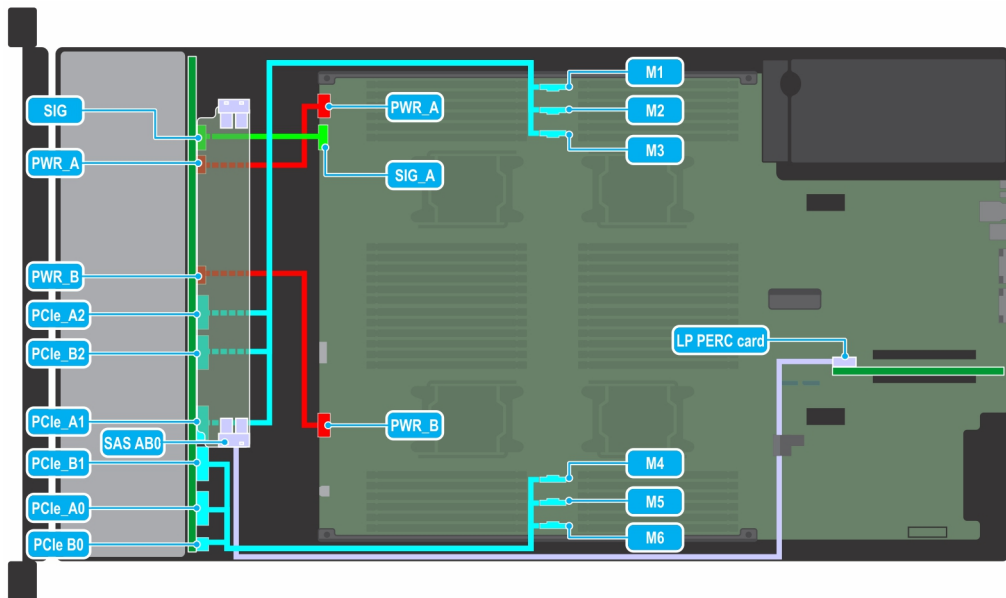 SIG
PWR_A
PWR_B
PCIe_A2
PCIe_B2
PCIe_A1
SAS AB0
PCIe_B1
PCIe_A0
PCIe B0
PWR_A
SIG_A
PWR_B
M1
M2
M3
LP PERC card
M4
M5
M6